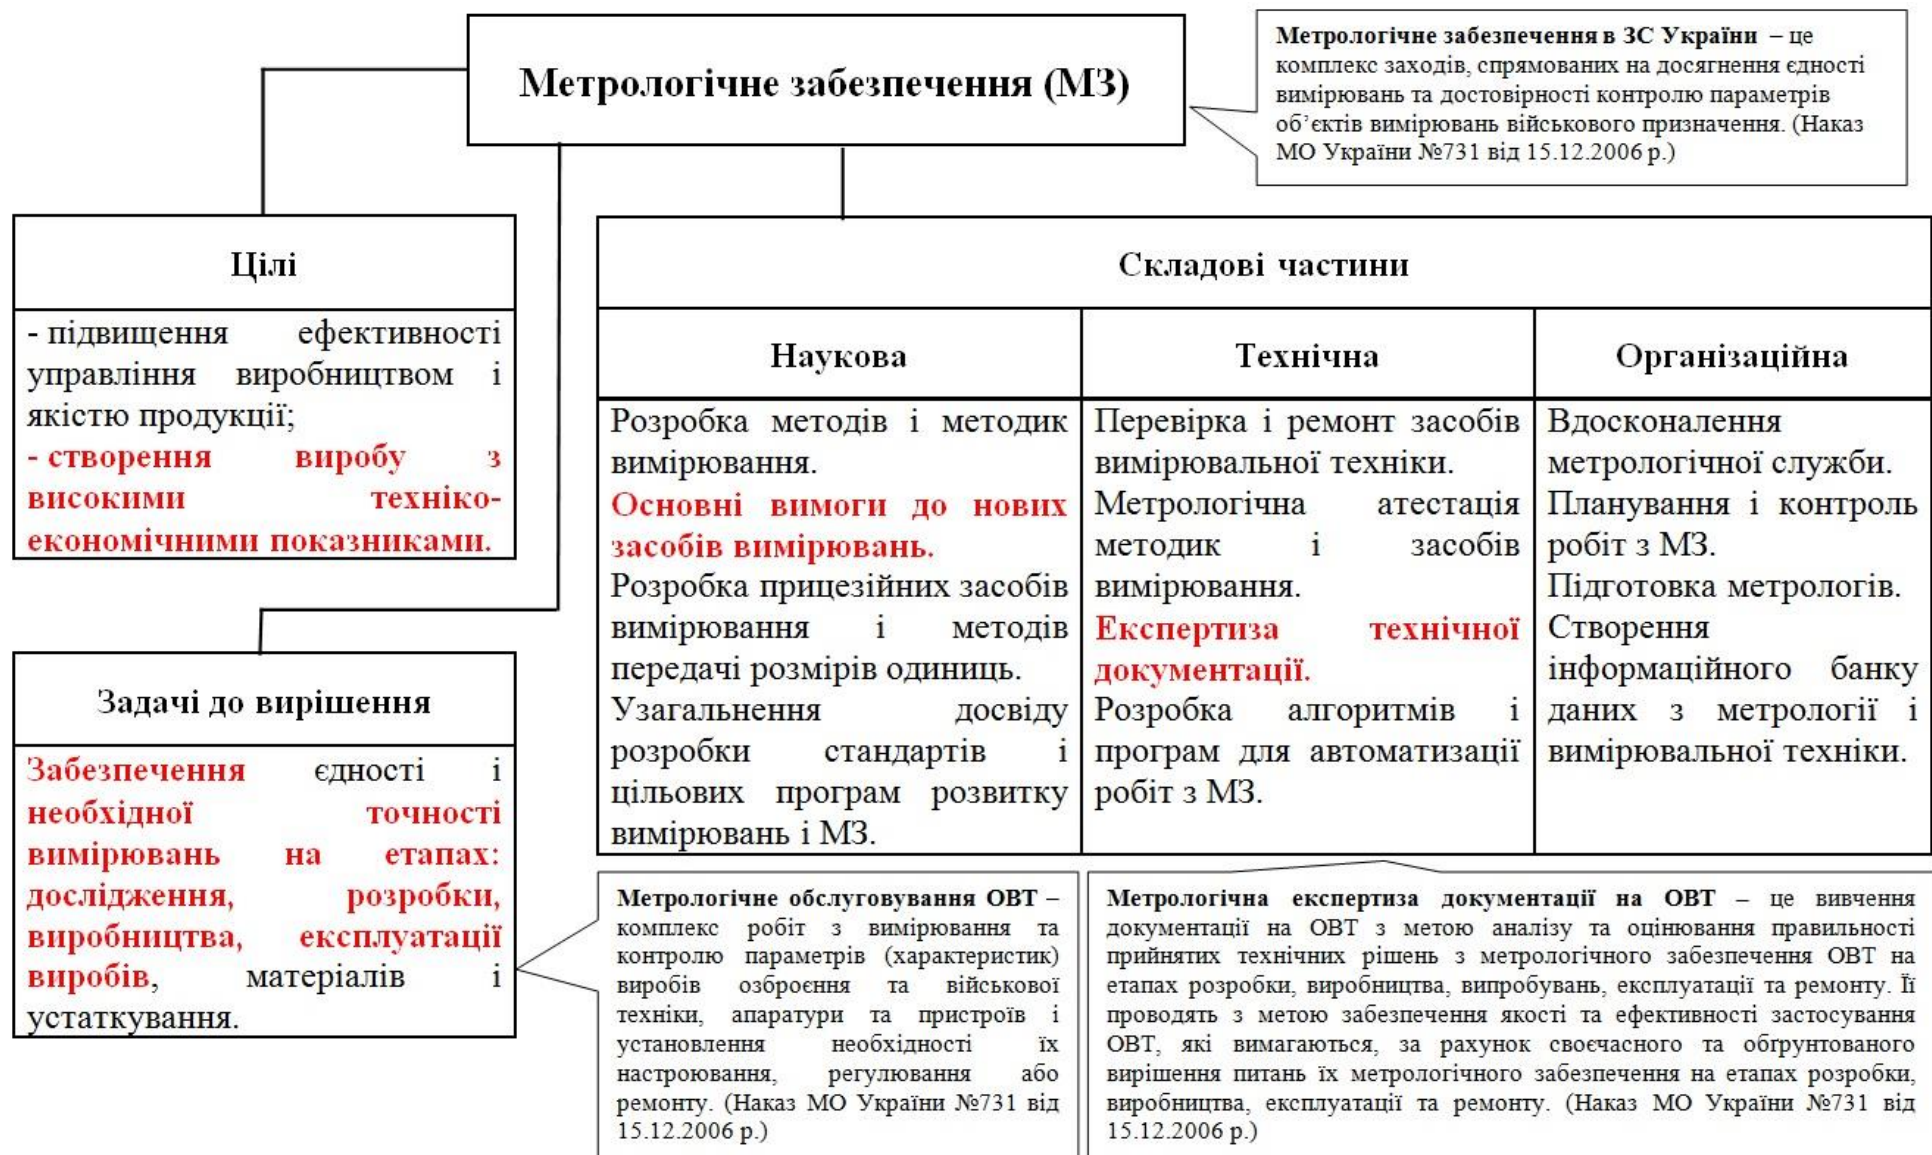 Метрологічне забезпечення (МЗ)
Метрологічне забезпечення в ЗС України – це
комплекс заходів, спрямованих на досягнення єдності
вимірювань та достовірності контролю параметрів
об’єктів вимірювань військового призначення. (Наказ
МО України №731 від 15.12.2006 р.)
Цілі
- підвищення ефективності
управління виробництвом і
якістю продукції;
- створення виробу з
високими техніко-
економічними показниками.
Задачі до вирішення
Забезпечення єдності і
необхідної точності
вимірювань на етапах:
дослідження, розробки,
виробництва, експлуатації
виробів, матеріалів і
устаткування.
Складові частини
Наукова
Розробка методів і методик
вимірювання.
Основні вимоги до нових
засобів вимірювань.
Розробка прицезійних засобів
вимірювання і методів
передачі розмірів одиниць.
Узагальнення досвіду
розробки стандартів і
цільових програм розвитку
вимірювань і МЗ.
Технічна
Перевірка і ремонт засобів
вимірювальної техніки.
Метрологічна атестація
методик і засобів
вимірювання.
Експертиза технічної
документації.
Розробка алгоритмів і
програм для автоматизації
робіт з МЗ.
Організаційна
Вдосконалення
метрологічної служби.
Планування і контроль
робіт з МЗ.
Підготовка метрологів.
Створення
інформаційного банку
даних з метрології і
вимірювальної техніки.
Метрологічне обслуговування ОВТ –
комплекс робіт з вимірювання та
контролю параметрів (характеристик)
виробів озброєння та військової
техніки, апаратури та пристроїв і
установлення необхідності їх
настроювання, регулювання або
ремонту. (Наказ МО України №731 від
15.12.2006 р.)
Метрологічна експертиза документації на ОВТ – це вивчення
документації на ОВТ з метою аналізу та оцінювання правильності
прийнятих технічних рішень з метрологічного забезпечення ОВТ на
етапах розробки, виробництва, випробувань, експлуатації та ремонту. Її
проводять з метою забезпечення якості та ефективності застосування
ОВТ, які вимагаються, за рахунок своєчасного та обґрунтованого
вирішення питань їх метрологічного забезпечення на етапах розробки,
виробництва, експлуатації та ремонту. (Наказ МО України №731 від
15.12.2006 р.)